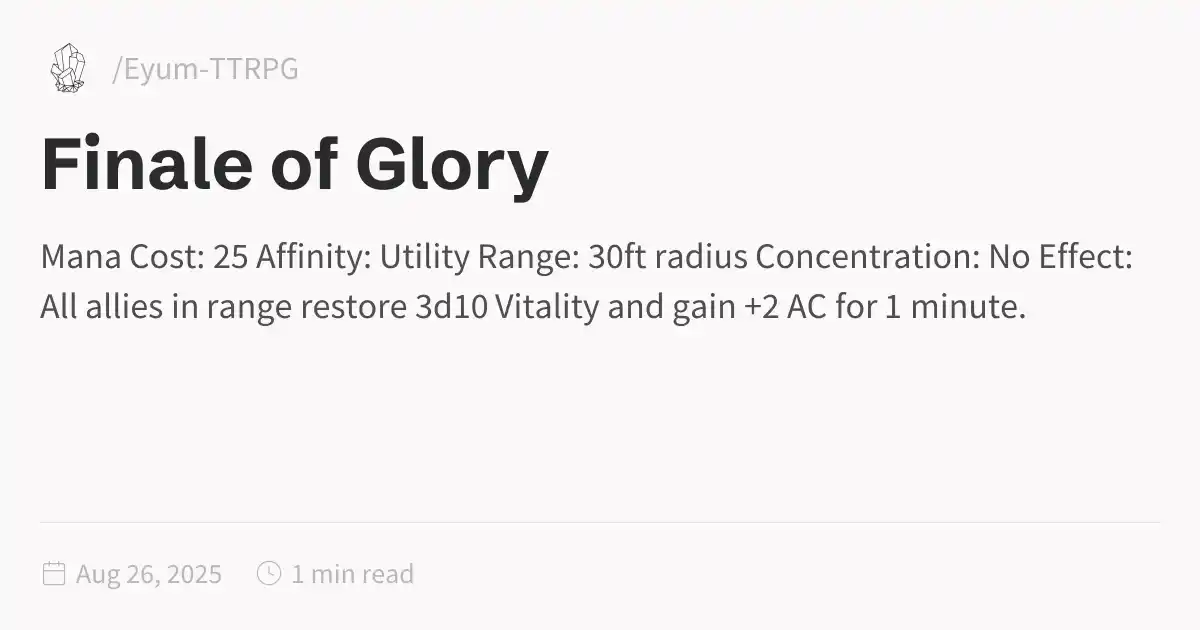 /Eyum-TTRPG
Finale of Glory
Mana Cost: 25 Affinity: Utility Range: 30ft radius Concentration: No Effect:
All allies in range restore 3d10 Vitality and gain +2 AC for 1 minute.
Aug 26, 2025 1 min read